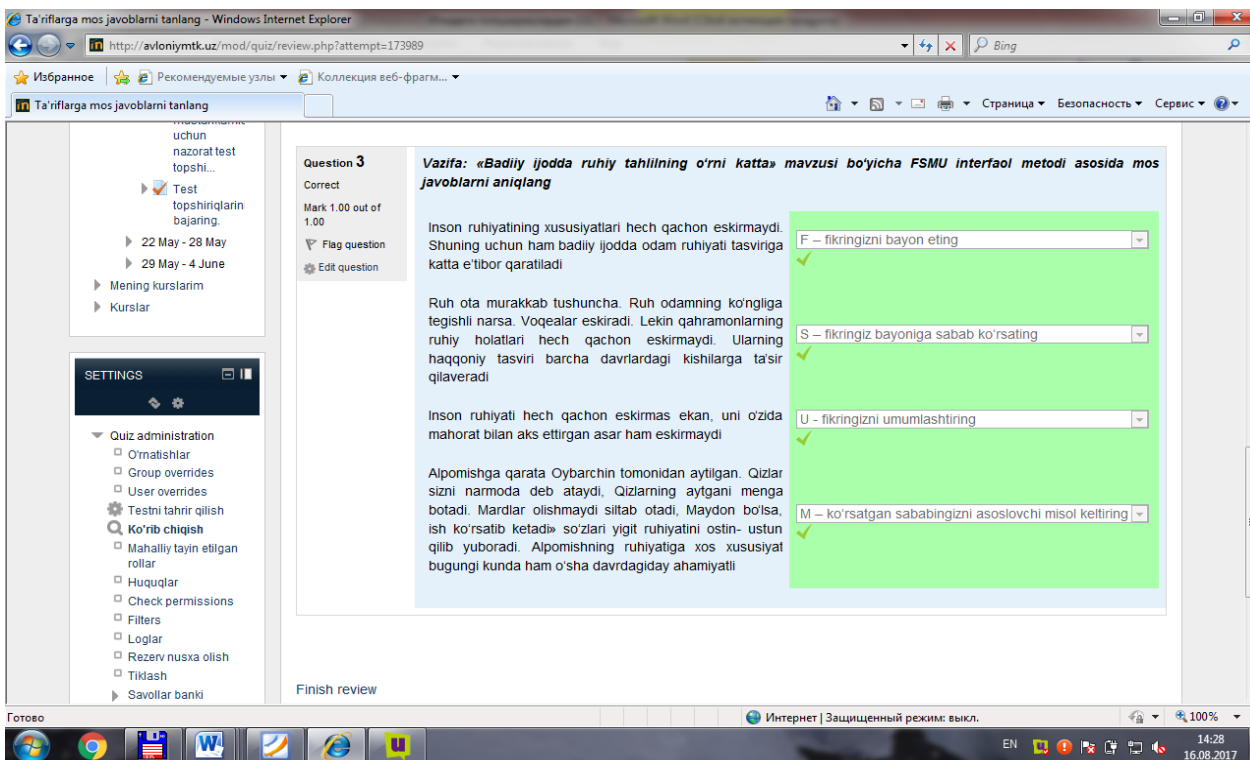 Ta'riflarga mos javoblarni tanlang - Windows Internet Explorer
http://avloniymtk.uz/mod/quiz/review.php?attempt=173989
Bing
Избранное
Рекомендуемые узлы
Коллекция веб-фрагм...
Ta'riflarga mos javoblarni tanlang
Страница
Безопасность
Сервис
uchun
nazorat test
topshi...
Test
topshiriqlarin
bajaring.
22 May - 28 May
29 May - 4 June
Mening kurslarim
Kurslar
SETTINGS
Quiz administration
O'rnatishlar
Group overrides
User overrides
Testni tahrir qilish
Ko'rib chiqish
Mahalliy tayin etilgan
rollar
Huquqlar
Check permissions
Filters
Loglar
Rezerv nusxa olish
Tiklash
Savollar banki
Question 3
Correct
Mark 1.00 out of
1.00
Flag question
Edit question
Vazifa: «Badiiy ijodda ruhiy tahlilning o‘rni katta» mavzusi bo‘yicha FSMU interfaol metodi asosida mos
javoblarni aniqlang
Inson ruhiyatining xususiyatlari hech qachon eskirmaydi.
Shuning uchun ham badiiy ijodda odam ruhiyati tasviriga
katta e’tibor qaratiladi
F – fikringizni bayon eting
Ruh ota murakkab tushuncha. Ruh odamning ko‘ngliga
tegishli narsa. Voqealar eskiradi. Lekin qahramonlarning
ruhiy holatlari hech qachon eskirmaydi. Ularning
haqqoniy tasviri barcha davrlardagi kishilarga ta’sir
qilaveradi
S – fikringiz bayoniga sabab ko‘rsating
Inson ruhiyati hech qachon eskirmas ekan, uni o‘zida
mahorat bilan aks ettirgan asar ham eskirmaydi
U - fikringizni umumlashtiring
Alpomishga qarata Oybarchin tomonidan aytilgan. Qizlar
sizni narmoda deb ataydi, Qizlarning aytgani menga
botadi. Mardlar olishmaydi siltab otadi, Maydon bo‘lsa,
ish ko‘rsatib ketadi» so‘zlari yigit ruhiyatini ostin- ustun
qilib yuboradi. Alpomishning ruhiyatiga xos xususiyat
bugungi kunda ham o‘sha davrdagiday ahamiyatli
M – ko‘rsatgan sababingizni asoslovchi misol keltiring
Finish review
Готово
Интернет | Защищенный режим: выкл.
100%
EN
14:28
16.08.2017